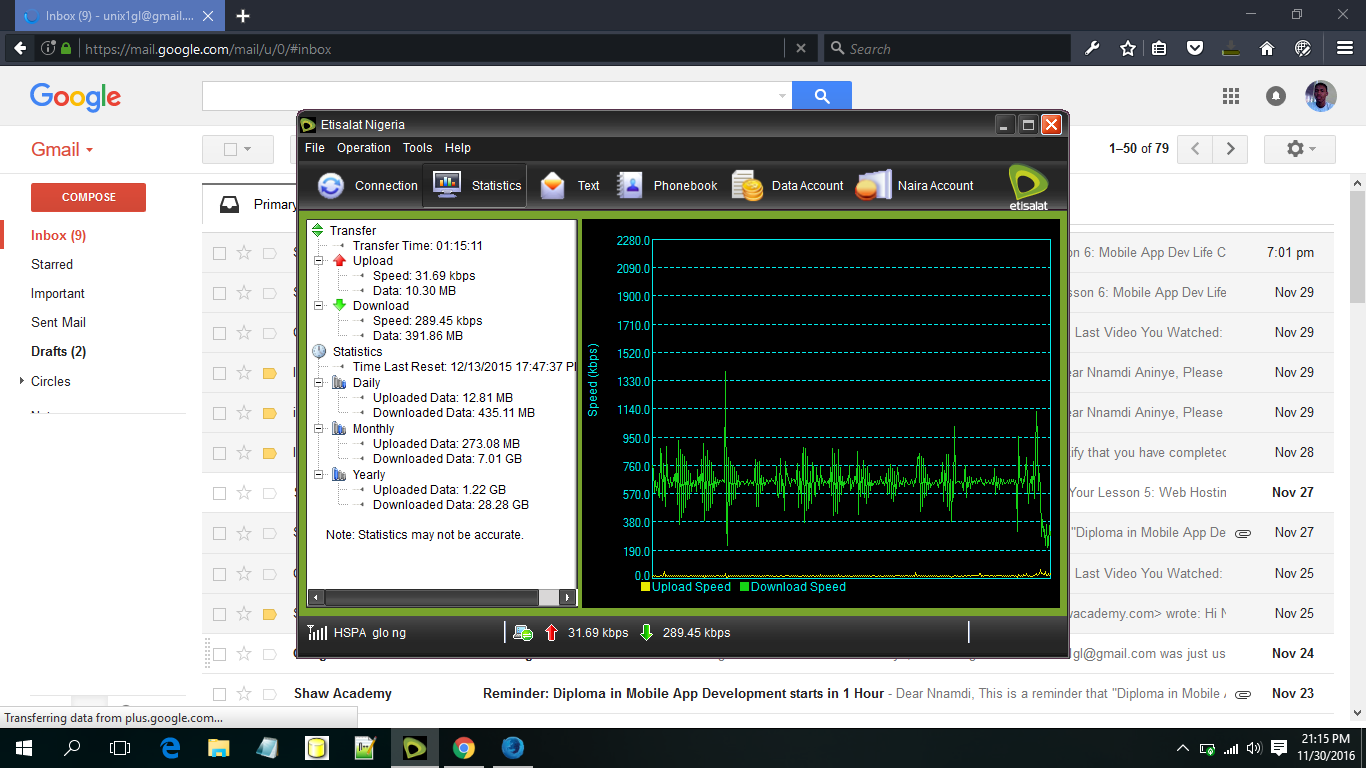 Inbox (9) - unix1gl@gmail....
https://mail.google.com/mail/u/0/#inbox
Search
Google
Gmail
1–50 of 79
COMPOSE
Inbox (9)
Starred
Important
Sent Mail
Drafts (2)
Circles
Primary
Etisalat Nigeria
File Operation Tools Help
Connection Statistics Text Phonebook Data Account Naira Account
etisalat
Transfer
Transfer Time: 01:15:11
Upload
Speed: 31.69 kbps
Data: 10.30 MB
Download
Speed: 289.45 kbps
Data: 391.86 MB
Statistics
Time Last Reset: 12/13/2015 17:47:37 P
Daily
Uploaded Data: 12.81 MB
Downloaded Data: 435.11 MB
Monthly
Uploaded Data: 273.08 MB
Downloaded Data: 7.01 GB
Yearly
Uploaded Data: 1.22 GB
Downloaded Data: 28.28 GB
Note: Statistics may not be accurate.
Speed (kbps)
2280.0
2090.0
1900.0
1710.0
1520.0
1330.0
1140.0
950.0
760.0
570.0
380.0
190.0
0.0
Upload Speed Download Speed
HSPA glo ng
31.69 kbps 289.45 kbps
n 6: Mobile App Dev Life C 7:01 pm
sson 6: Mobile App Dev Life Nov 29
Last Video You Watched: Nov 29
ear Nnamdi Aninye, Please Nov 29
ear Nnamdi Aninye, Please Nov 29
ify that you have completed Nov 28
Your Lesson 5: Web Hosting Nov 27
"Diploma in Mobile App De Nov 27
Last Video You Watched: Nov 25
wacademy.com> wrote: Hi N Nov 25
1gl@gmail.com was just us Nov 24
Shaw Academy Reminder: Diploma in Mobile App Development starts in 1 Hour - Dear Nnamdi, This is a reminder that "Diploma in Mobile A Nov 23
Transferring data from plus.google.com...
21:15 PM
11/30/2016